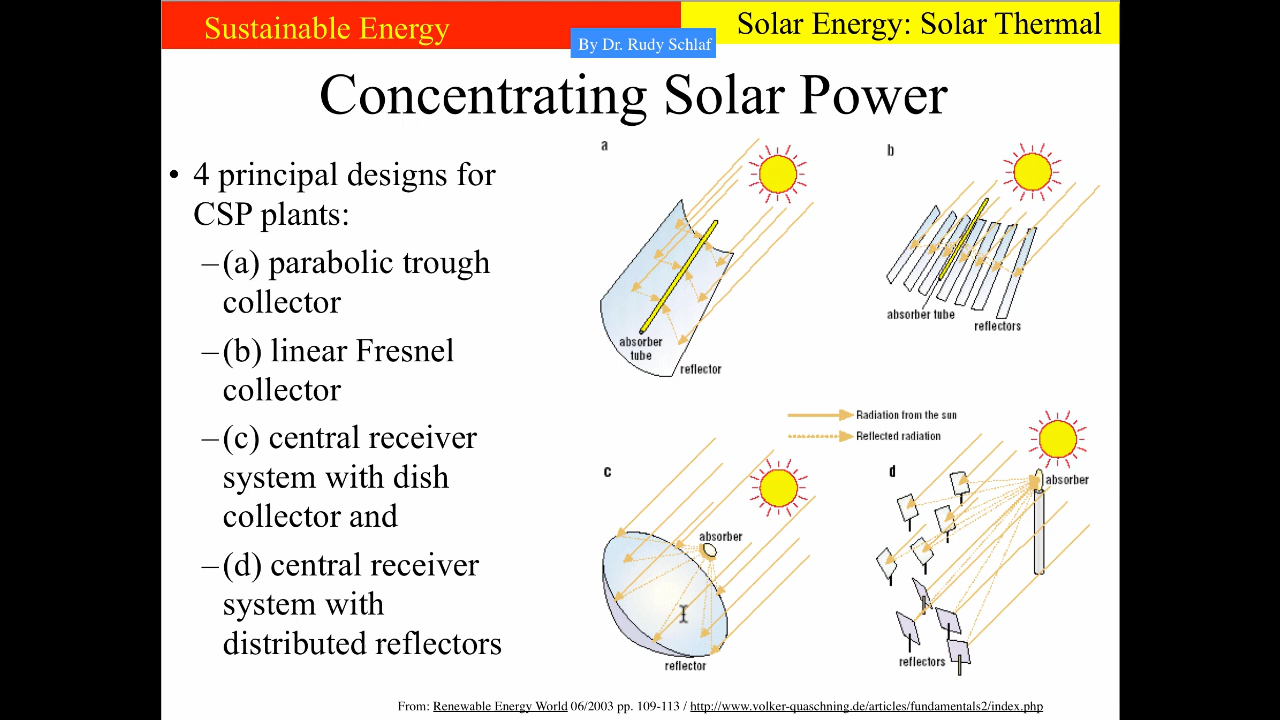 Sustainable Energy
By Dr. Rudy Schlaf
Solar Energy: Solar Thermal
Concentrating Solar Power
• 4 principal designs for
CSP plants:
–(a) parabolic trough
collector
–(b) linear Fresnel
collector
–(c) central receiver
system with dish
collector and
–(d) central receiver
system with
distributed reflectors
a
absorber
tube
reflector
b
absorber tube
reflectors
Radiation from the sun
Reflected radiation
c
absorber
reflector
d
absorber
reflectors
From: Renewable Energy World 06/2003 pp. 109-113 / http://www.volker-quaschning.de/articles/fundamentals2/index.php